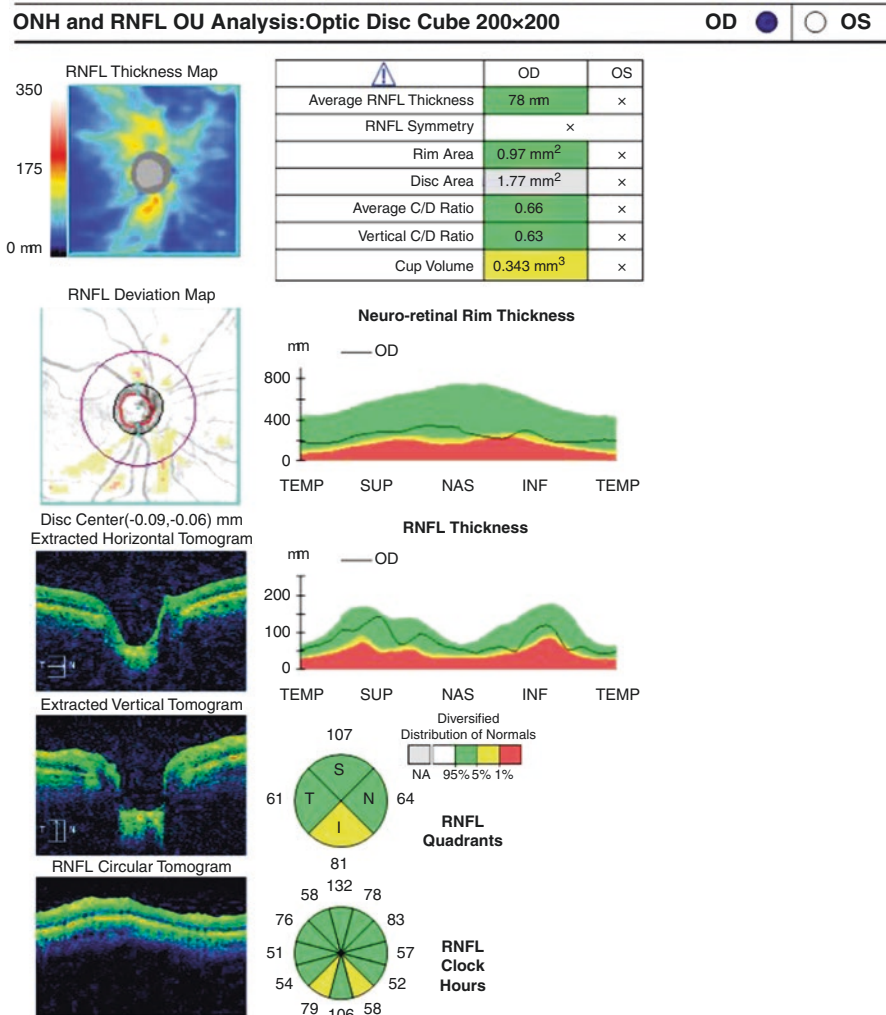 ONH and RNFL OU Analysis:Optic Disc Cube 200×200 OD OS
RNFL Thickness Map
350
175
0 mm
OD OS
Average RNFL Thickness 78 mm ×
RNFL Symmetry ×
Rim Area 0.97 mm² ×
Disc Area 1.77 mm² ×
Average C/D Ratio 0.66 ×
Vertical C/D Ratio 0.63 ×
Cup Volume 0.343 mm³ ×
RNFL Deviation Map
Disc Center(-0.09,-0.06) mm
Neuro-retinal Rim Thickness
mm OD
800
400
0
TEMP SUP NAS INF TEMP
Extracted Horizontal Tomogram
T N
RNFL Thickness
mm OD
200
100
0
TEMP SUP NAS INF TEMP
Extracted Vertical Tomogram
T N
Diversified
Distribution of Normals
NA 95% 5% 1%
107
S
61 T N 64
I
81
RNFL
Quadrants
RNFL Circular Tomogram
58 132 78
76 83
51 57
54 52
79 106 58
RNFL
Clock
Hours